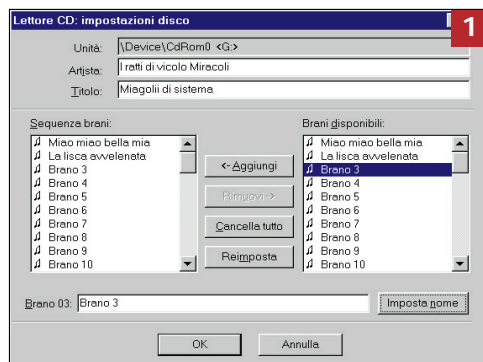 Lettore CD: impostazioni disco
1
Unità: \Device\CdRom0 <G:>
Artista: I ratti di vicolo Miracoli
Titolo: Miagolii di sistema
Sequenza brani:
Miao miao bella mia
La lisca avvelenata
Brano 3
Brano 4
Brano 5
Brano 6
Brano 7
Brano 8
Brano 9
Brano 10
<- Aggiungi
Rimuovi ->
Cancella tutto
Reimposta
Brani disponibili:
Miao miao bella mia
La lisca avvelenata
Brano 3
Brano 4
Brano 5
Brano 6
Brano 7
Brano 8
Brano 9
Brano 10
Brano 03: Brano 3
Imposta nome
OK
Annulla